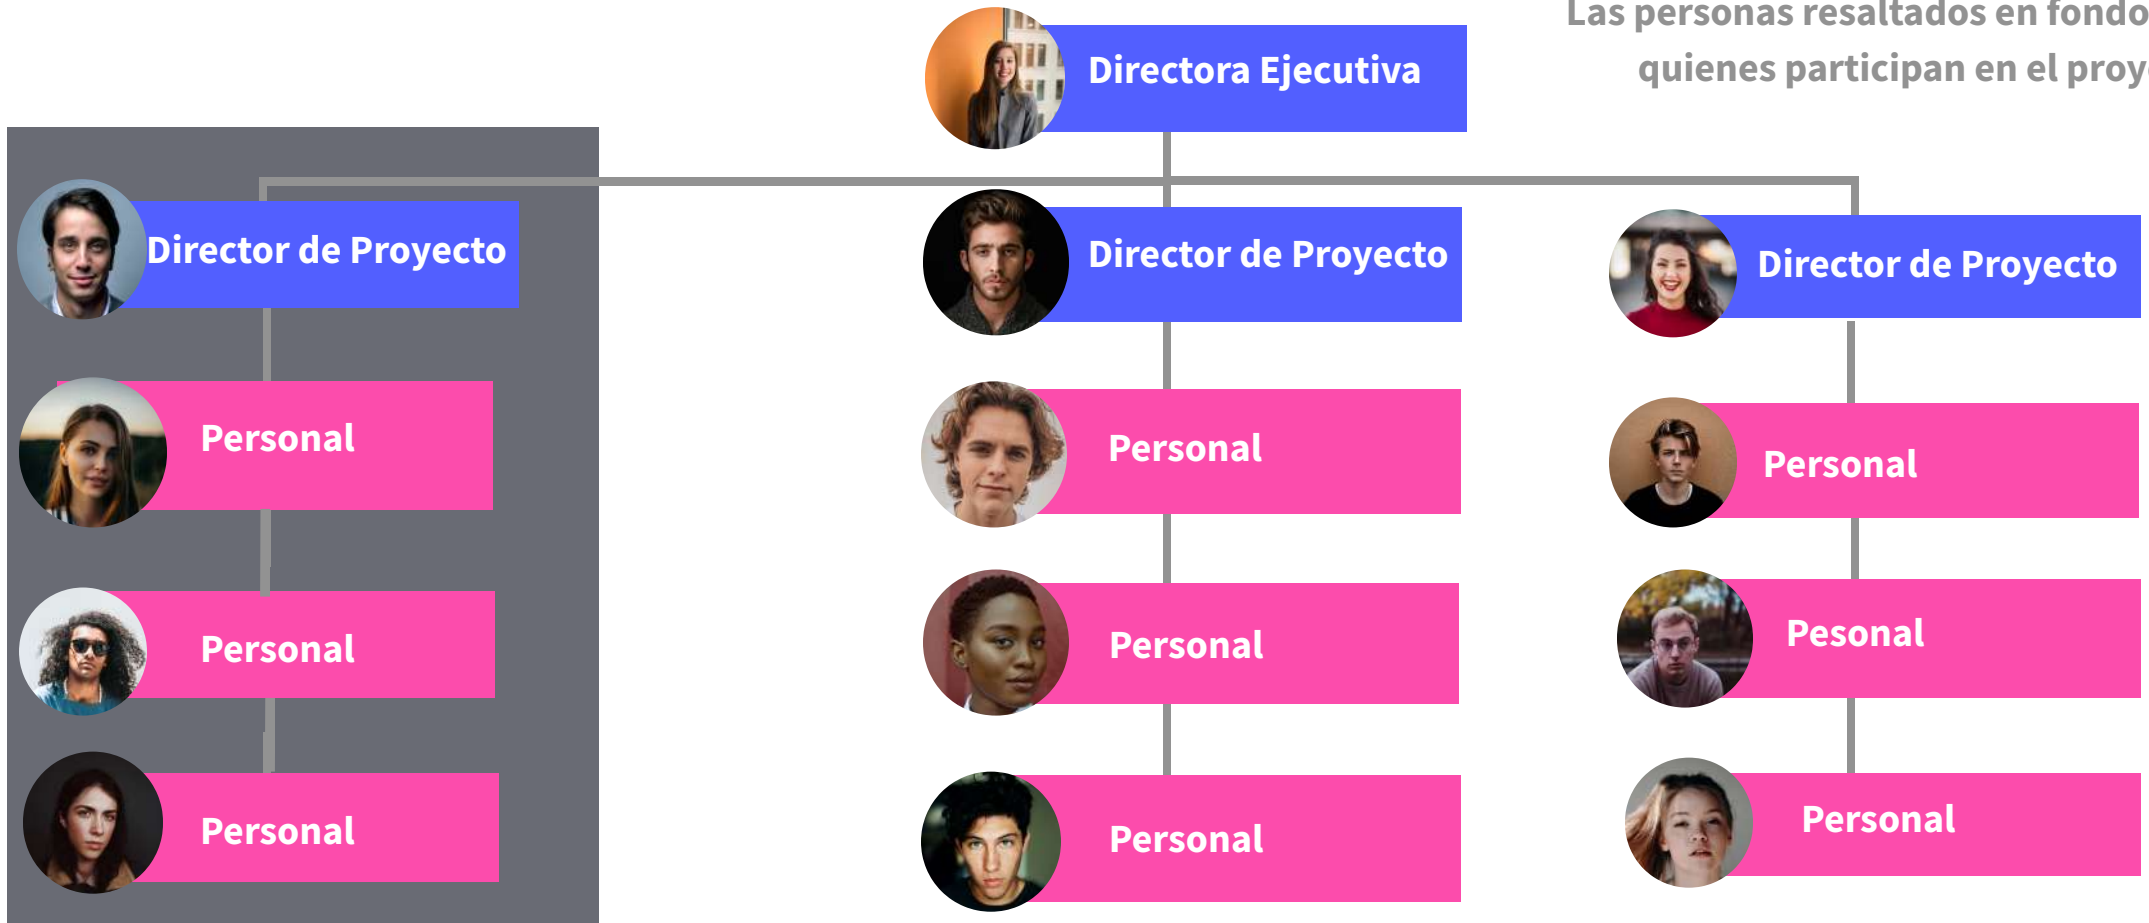 Las personas resaltados en fondo
quienes participan en el
Directora Ejecutiva
Director de Proyecto
Director de Proyecto
Director de Proyecto
Personal
Personal
Personal
Personal
Personal
Pesonal
Personal
Personal
Personal